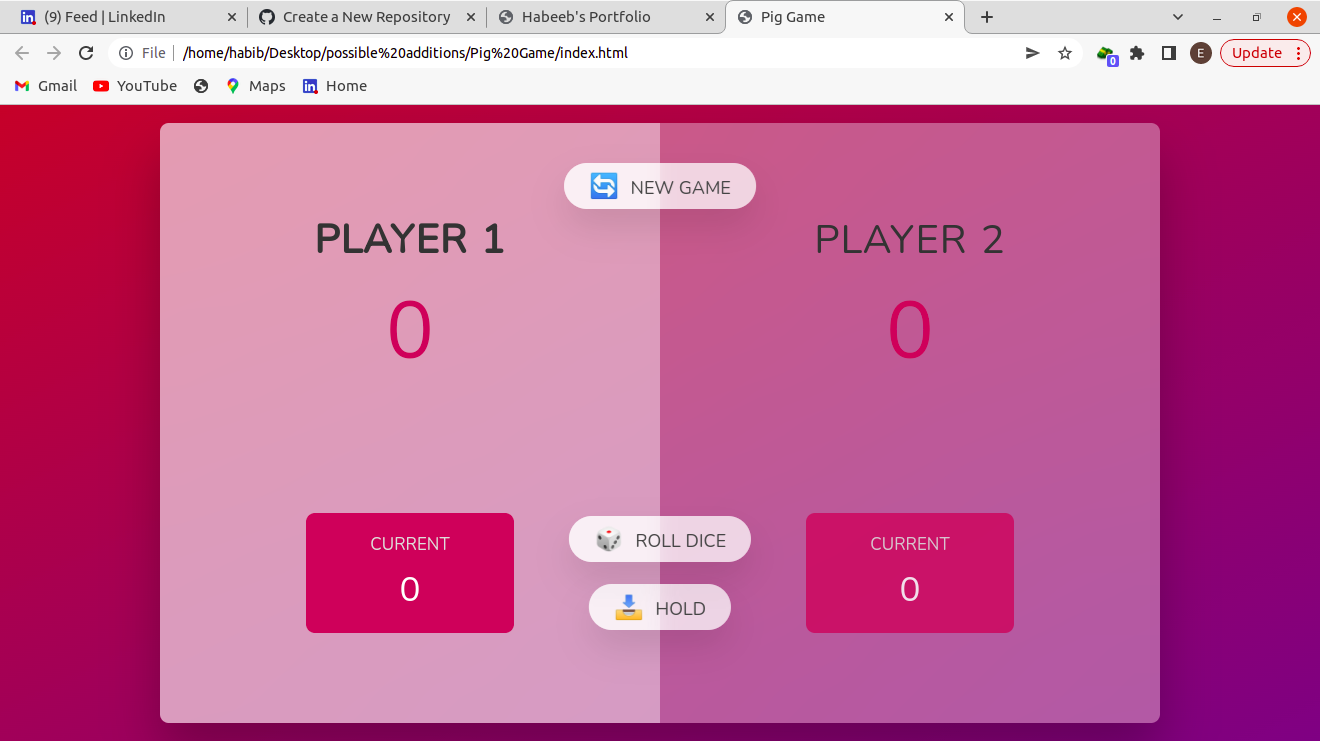 (9) Feed | LinkedIn
Create a New Repository
Habeeb's Portfolio
Pig Game
File
/home/habib/Desktop/possible%20additions/Pig%20Game/index.html
0
E
Update
Gmail
YouTube
Maps
Home
NEW GAME
PLAYER 1
PLAYER 2
0
0
CURRENT
0
ROLL DICE
HOLD
CURRENT
0